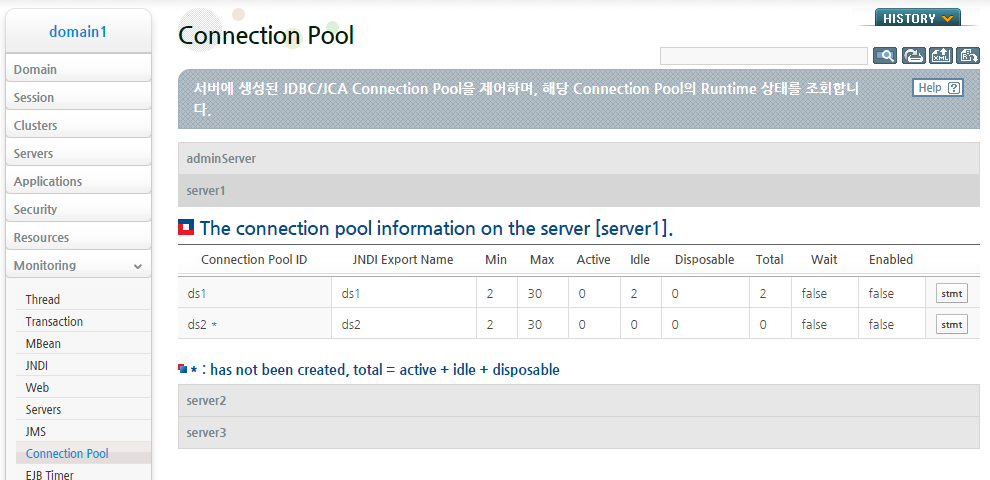 domain1
Domain
Session
Clusters
Servers
Applications
Security
Resources
Monitoring
Thread
Transaction
MBean
JNDI
Web
Servers
JMS
Connection Pool
EJB Timer
HISTORY
Connection Pool
XML
서버에 생성된 JDBC/JCA Connection Pool을 제어하며, 해당 Connection Pool의 Runtime 상태를 조회합니
다.
Help ?
adminServer
server1
The connection pool information on the server [server1].
Connection Pool ID JNDI Export Name Min Max Active Idle Disposable Total Wait Enabled
ds1 ds1 2 30 0 2 0 2 false false stmt
ds2 * ds2 2 30 0 0 0 0 false false stmt
* : has not been created, total = active + idle + disposable
server2
server3